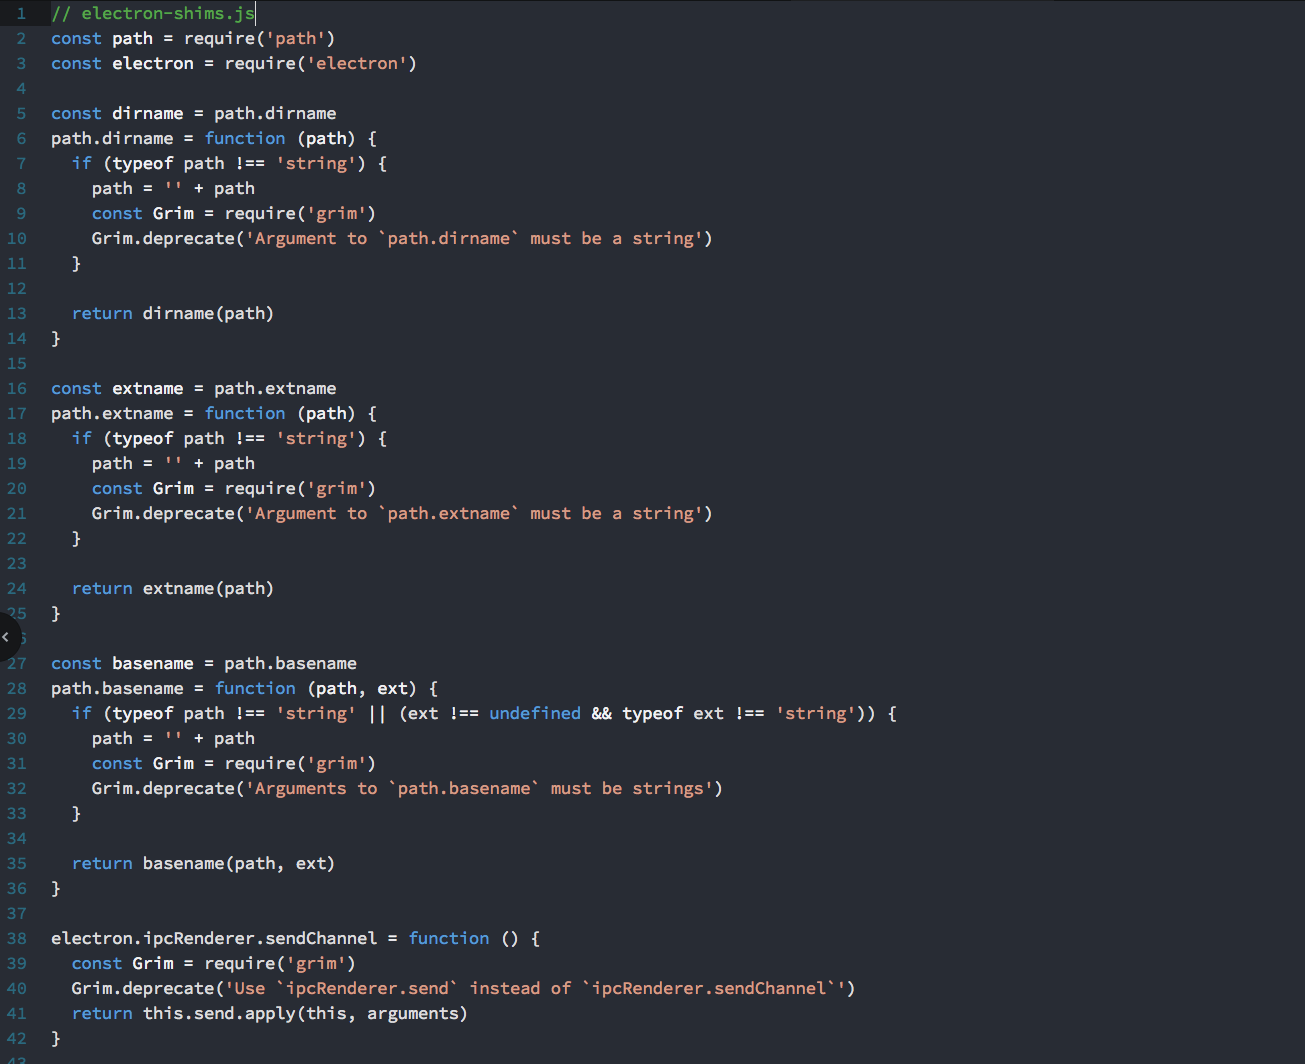 1 // electron-shims.js
2 const path = require('path')
3 const electron = require('electron')
4
5 const dirname = path.dirname
6 path.dirname = function (path) {
7   if (typeof path !== 'string') {
8     path = '' + path
9     const Grim = require('grim')
10     Grim.deprecate('Argument to `path.dirname` must be a string')
11   }
12
13   return dirname(path)
14 }
15
16 const extname = path.extname
17 path.extname = function (path) {
18   if (typeof path !== 'string') {
19     path = '' + path
20     const Grim = require('grim')
21     Grim.deprecate('Argument to `path.extname` must be a string')
22   }
23
24   return extname(path)
25 }
6
27 const basename = path.basename
28 path.basename = function (path, ext) {
29   if (typeof path !== 'string' || (ext !== undefined && typeof ext !== 'string')) {
30     path = '' + path
31     const Grim = require('grim')
32     Grim.deprecate('Arguments to `path.basename` must be strings')
33   }
34
35   return basename(path, ext)
36 }
37
38 electron.ipcRenderer.sendChannel = function () {
39   const Grim = require('grim')
40   Grim.deprecate('Use `ipcRenderer.send` instead of `ipcRenderer.sendChannel`')
41   return this.send.apply(this, arguments)
42 }
43